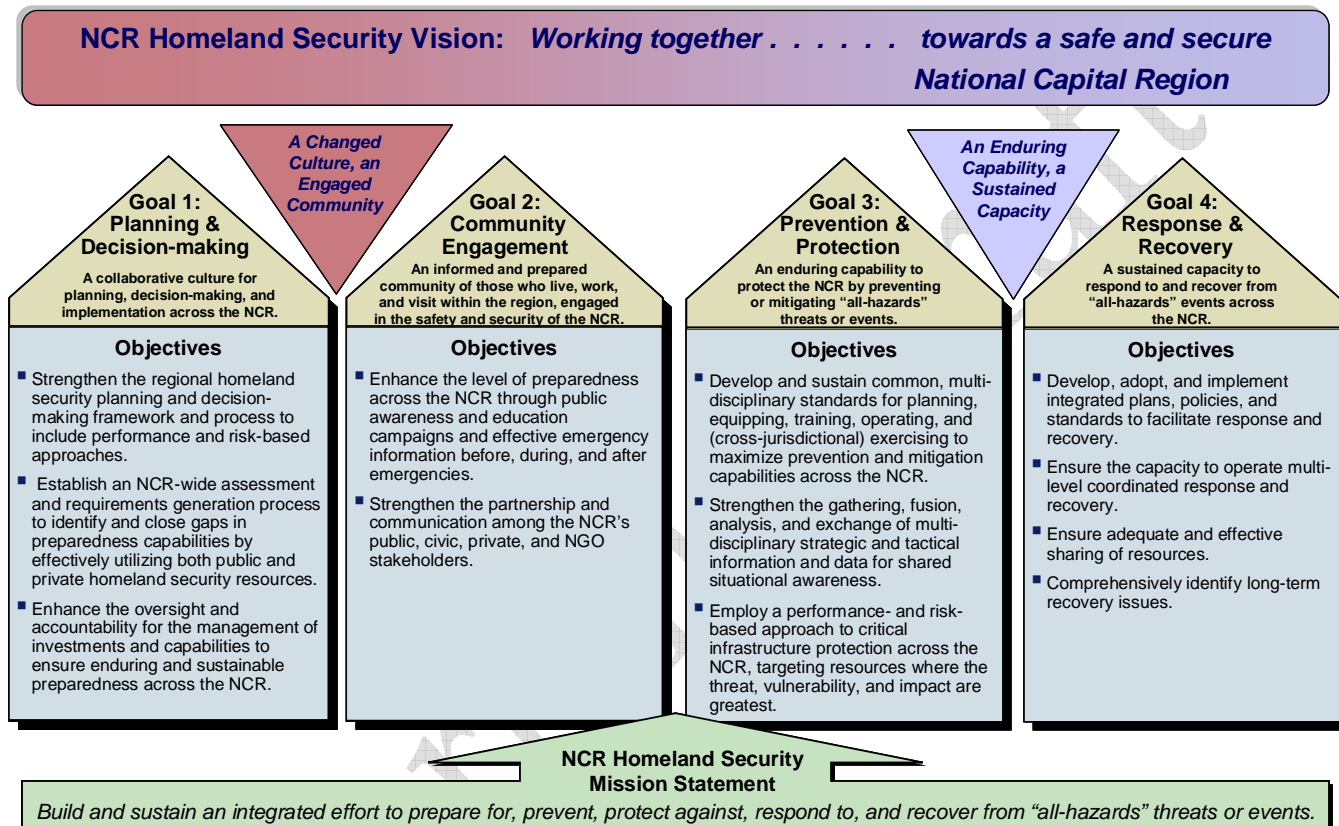 NCR Homeland Security Vision: Working together . . . . . . towards a safe and secure
National Capital Region
A Changed
Culture, an
Engaged
Community
An Enduring
Capability, a
Sustained
Capacity
Goal 1:
Planning &
Decision-making
A collaborative culture for
planning, decision-making, and
implementation across the NCR.
Objectives
▪ Strengthen the regional homeland
security planning and decision-
making framework and process to
include performance and risk-based
approaches.
▪ Establish an NCR-wide assessment
and requirements generation process
to identify and close gaps in
preparedness capabilities by
effectively utilizing both public and
private homeland security resources.
▪ Enhance the oversight and
accountability for the management of
investments and capabilities to
ensure enduring and sustainable
preparedness across the NCR.
Goal 2:
Community
Engagement
An informed and prepared
community of those who live, work,
and visit within the region, engaged
in the safety and security of the NCR.
Objectives
▪ Enhance the level of preparedness
across the NCR through public
awareness and education
campaigns and effective emergency
information before, during, and after
emergencies.
▪ Strengthen the partnership and
communication among the NCR's
public, civic, private, and NGO
stakeholders.
Goal 3:
Prevention &
Protection
An enduring capability to
protect the NCR by preventing
or mitigating “all-hazards”
threats or events.
Objectives
▪ Develop and sustain common, multi-
disciplinary standards for planning,
equipping, training, operating, and
(cross-jurisdictional) exercising to
maximize prevention and mitigation
capabilities across the NCR.
▪ Strengthen the gathering, fusion,
analysis, and exchange of multi-
disciplinary strategic and tactical
information and data for shared
situational awareness.
▪ Employ a performance- and risk-
based approach to critical
infrastructure protection across the
NCR, targeting resources where the
threat, vulnerability, and impact are
greatest.
Goal 4:
Response &
Recovery
A sustained capacity to
respond to and recover from
“all-hazards” events across
the NCR.
Objectives
▪ Develop, adopt, and implement
integrated plans, policies, and
standards to facilitate response and
recovery.
▪ Ensure the capacity to operate multi-
level coordinated response and
recovery.
▪ Ensure adequate and effective
sharing of resources.
▪ Comprehensively identify long-term
recovery issues.
NCR Homeland Security
Mission Statement
Build and sustain an integrated effort to prepare for, prevent, protect against, respond to, and recover from “all-hazards” threats or events.